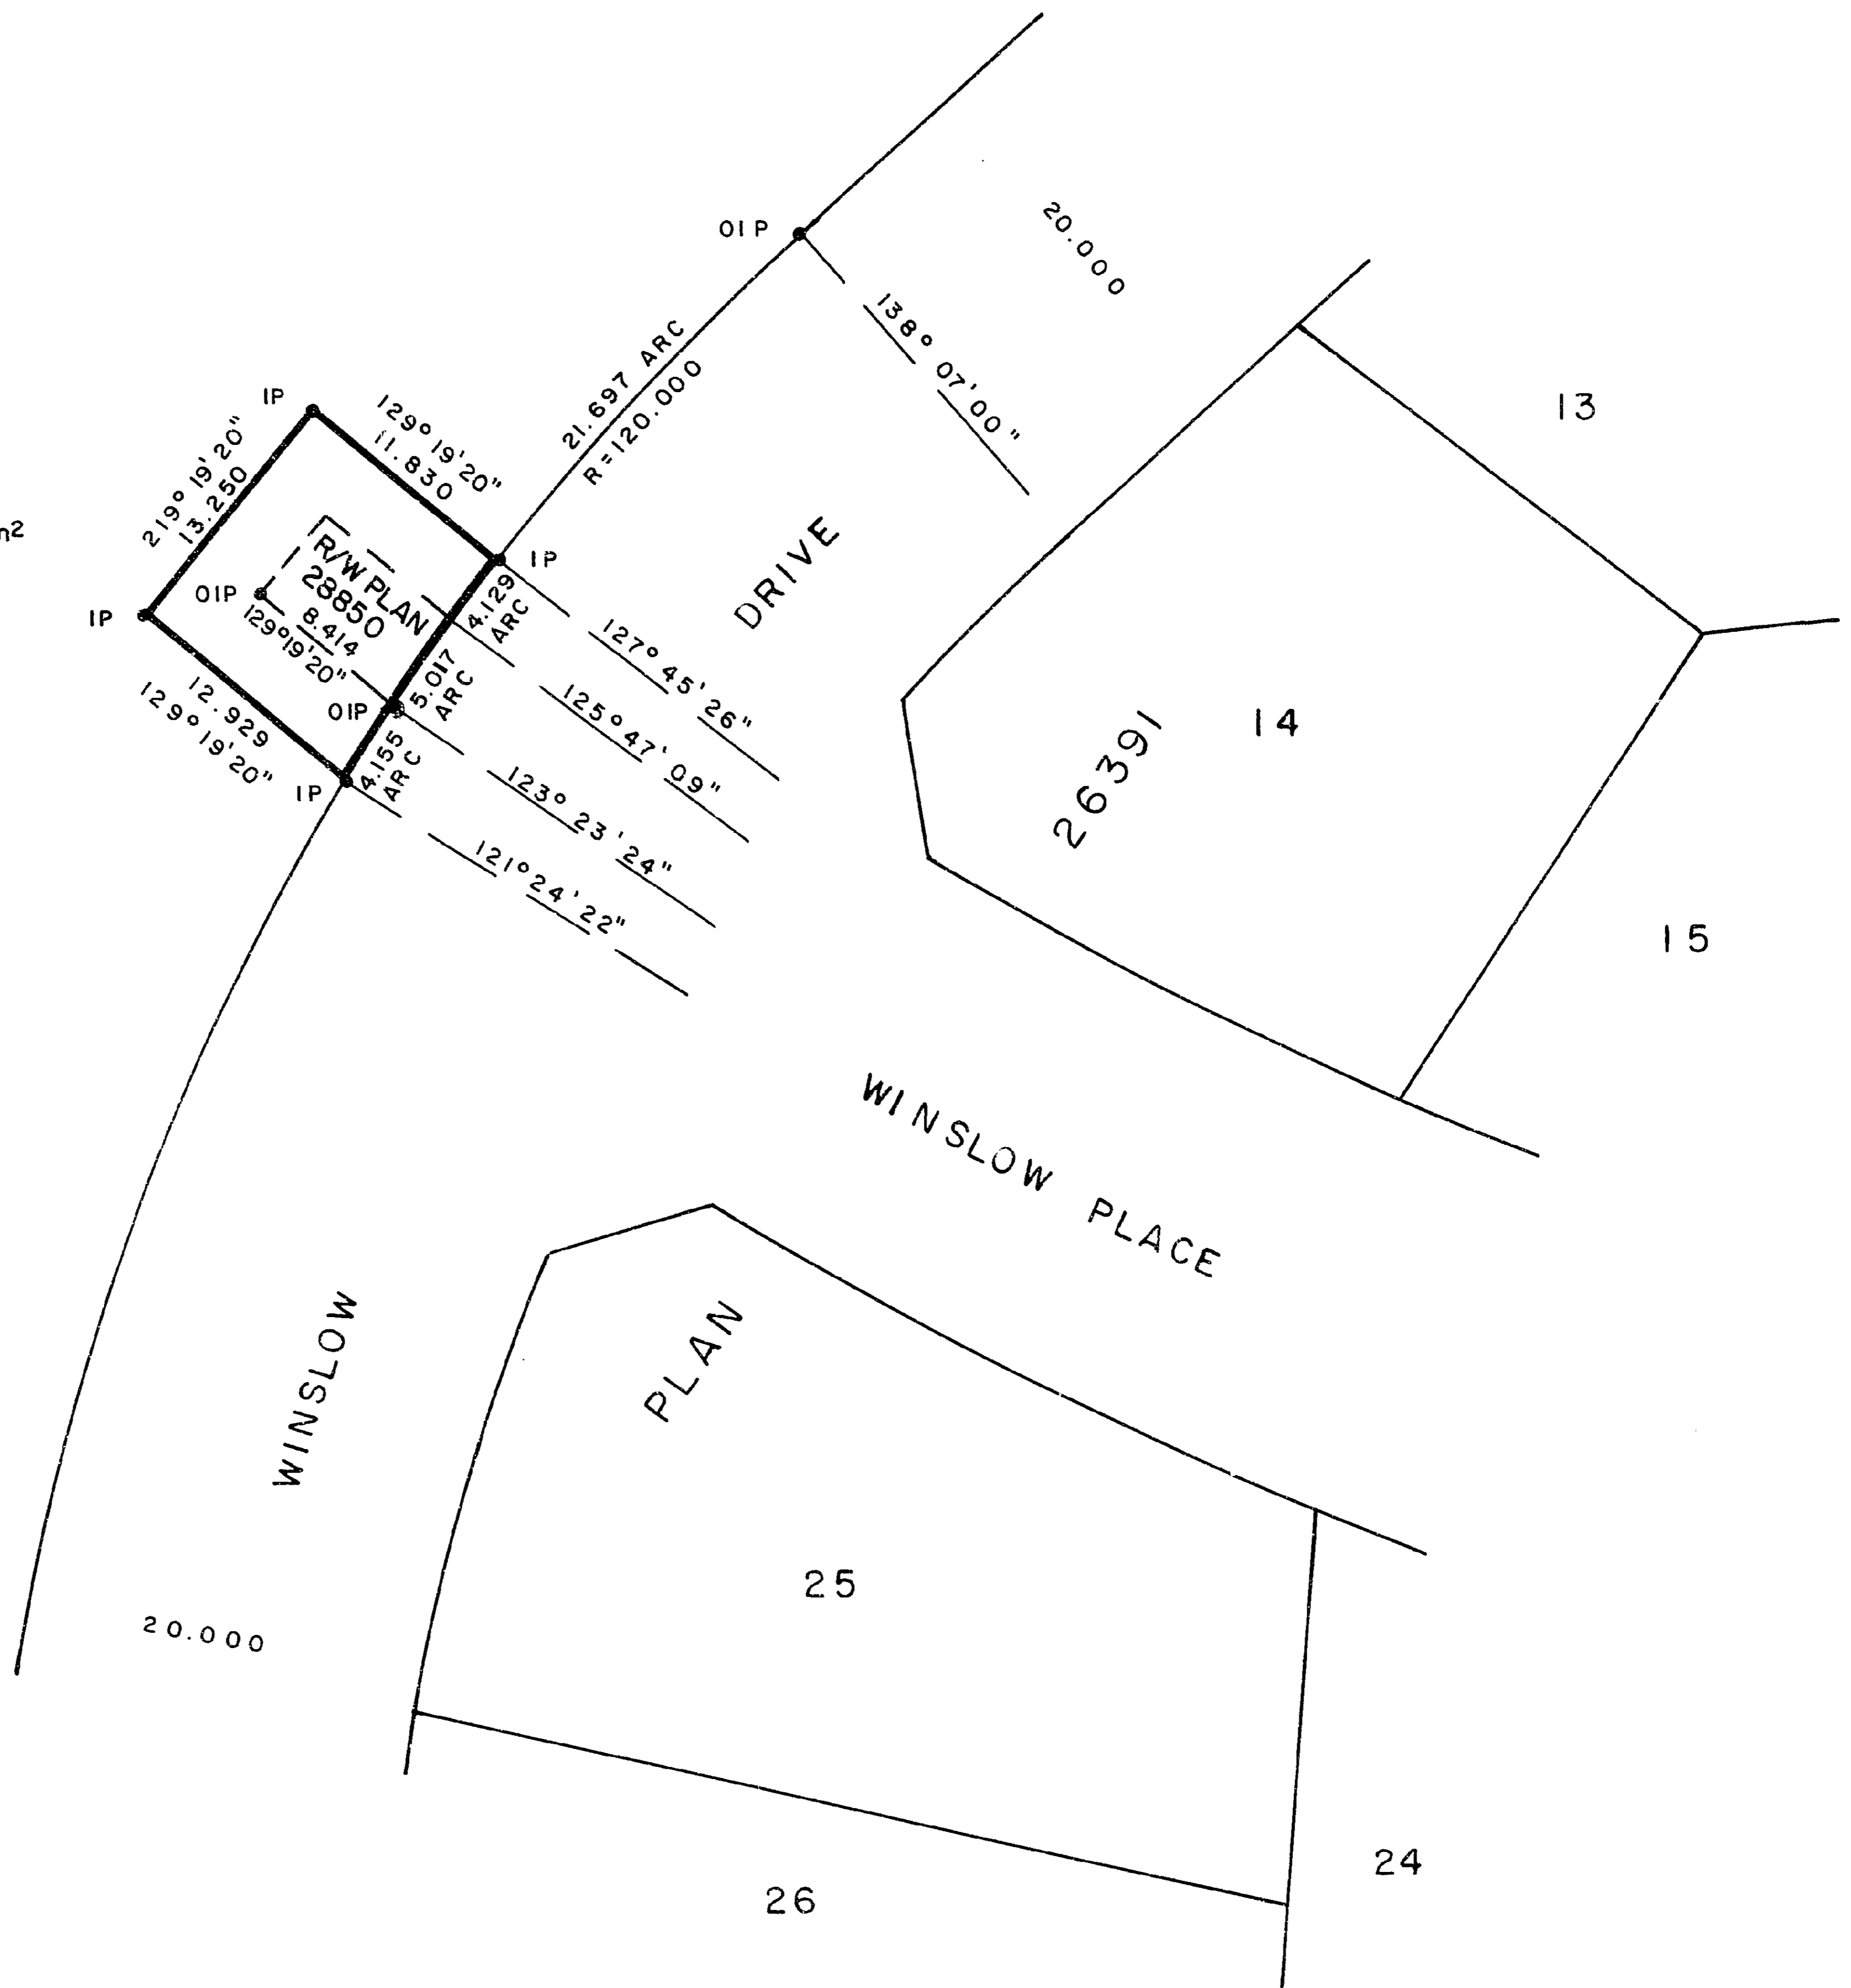 20.000
OIP
138° 07' 00"
21.697 ARC
R=120.000
13
IP
129° 19' 20"
11.830
219° 19' 20"
13.250
m²
R/W PLAN
28850
IP
OIP
IP
8.414
129°19'20"
4.129
ARC
DRIVE
127° 45' 26"
5.017
ARC
125° 47' 09"
12.929
129° 19' 20"
OIP
4.155
ARC
IP
123° 23' 24"
121° 24' 22"
14
26391
15
WINSLOW PLACE
WINSLOW
PLAN
25
20.000
24
26